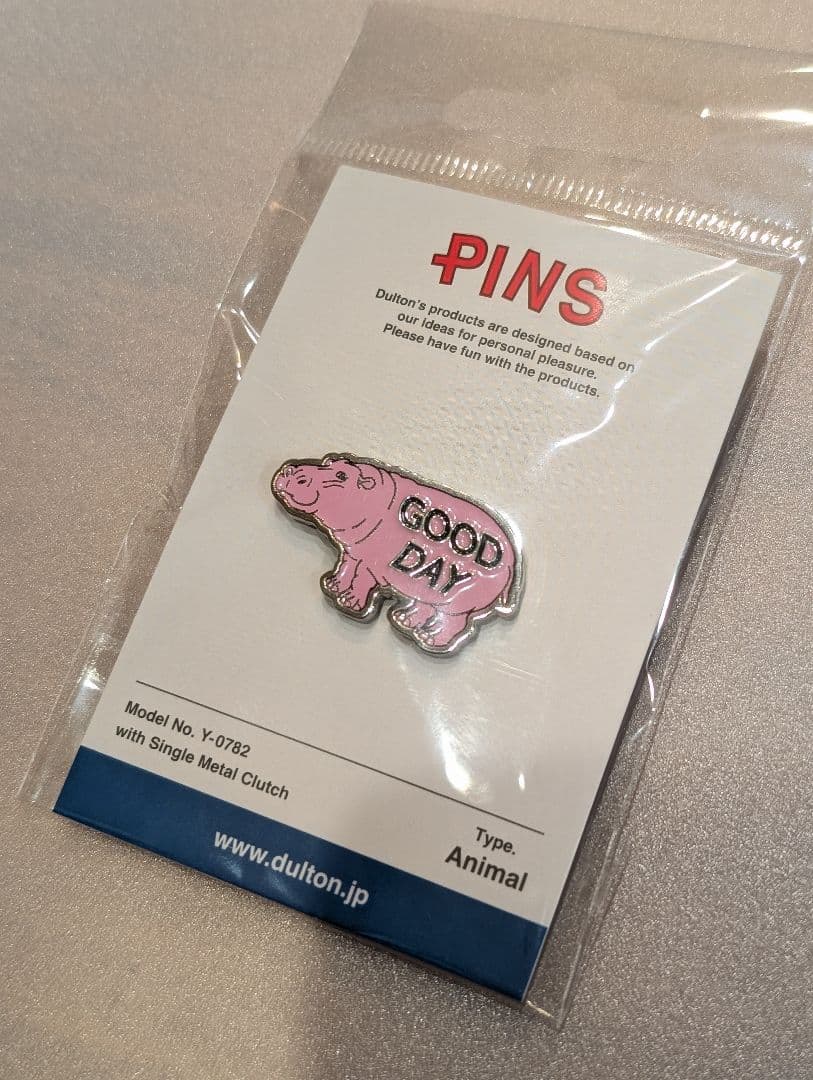 PINS
Dulton's products are designed based on
our ideas for personal pleasure.
Please have fun with the products.
GOOD
DAY
Model No. Y-0782
with Single Metal Clutch
Type.
Animal
www.dulton.jp